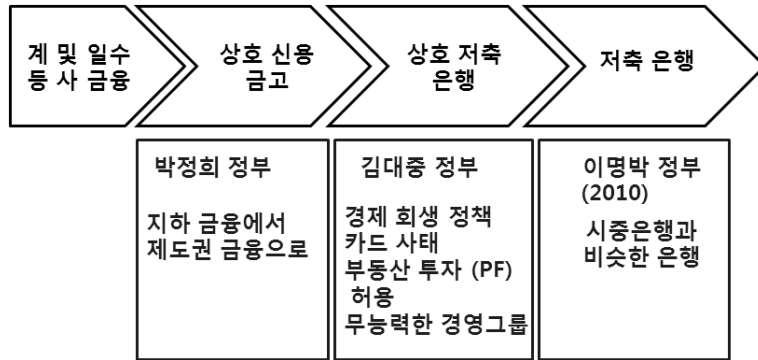 계 및 일수
등 사 금융
상호 신용
금고
상호 저축
은행
저축 은행
박정희 정부
지하 금융에서
제도권 금융으로
김대중 정부
경제 회생 정책
카드 사태
부동산 투자 (PF)
허용
무능력한 경영그룹
이명박 정부
(2010)
시중은행과
비슷한 은행